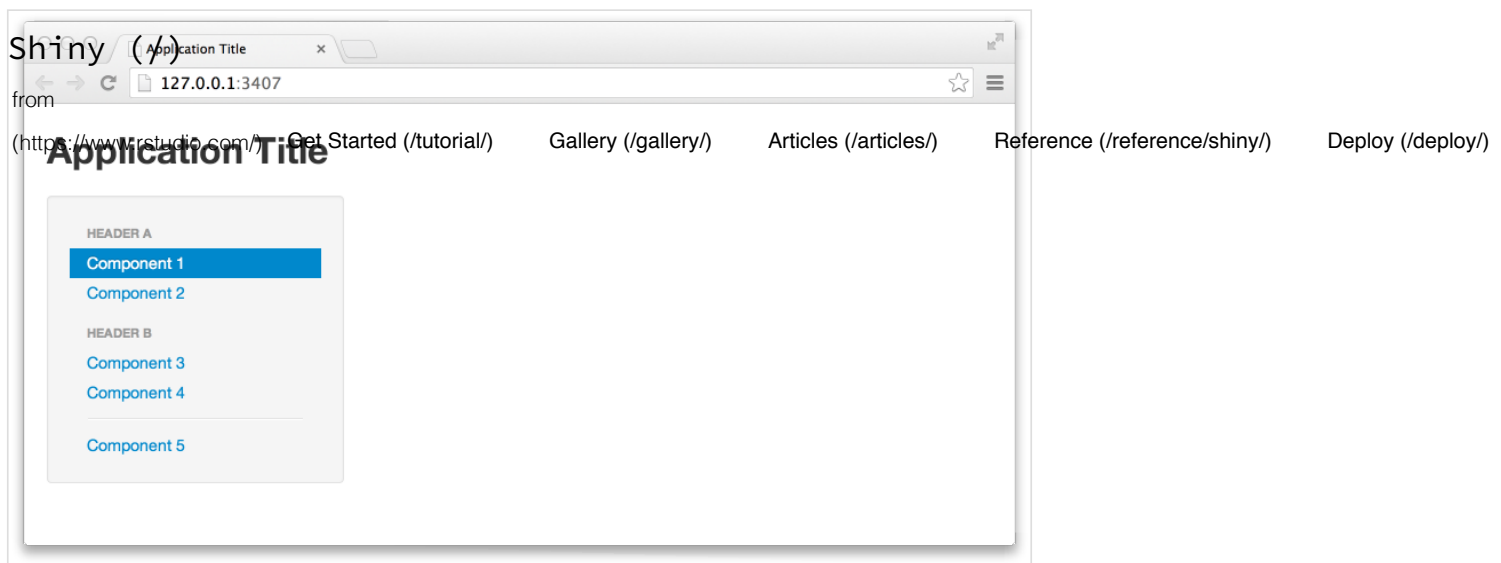 Shiny (/)
Application Title
127.0.0.1:3407
from
(https://www.rstudio.com/) Get Started (/tutorial/) Gallery (/gallery/) Articles (/articles/) Reference (/reference/shiny/) Deploy (/deploy/)
Application Title
HEADER A
Component 1
Component 2
HEADER B
Component 3
Component 4
Component 5